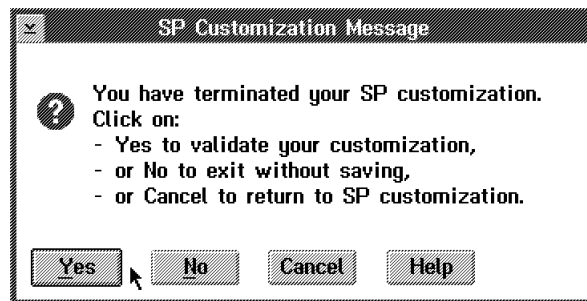 SP Customization Message
You have terminated your SP customization.
Click on:
- Yes to validate your customization,
- or No to exit without saving,
- or Cancel to return to SP customization.
Yes No Cancel Help